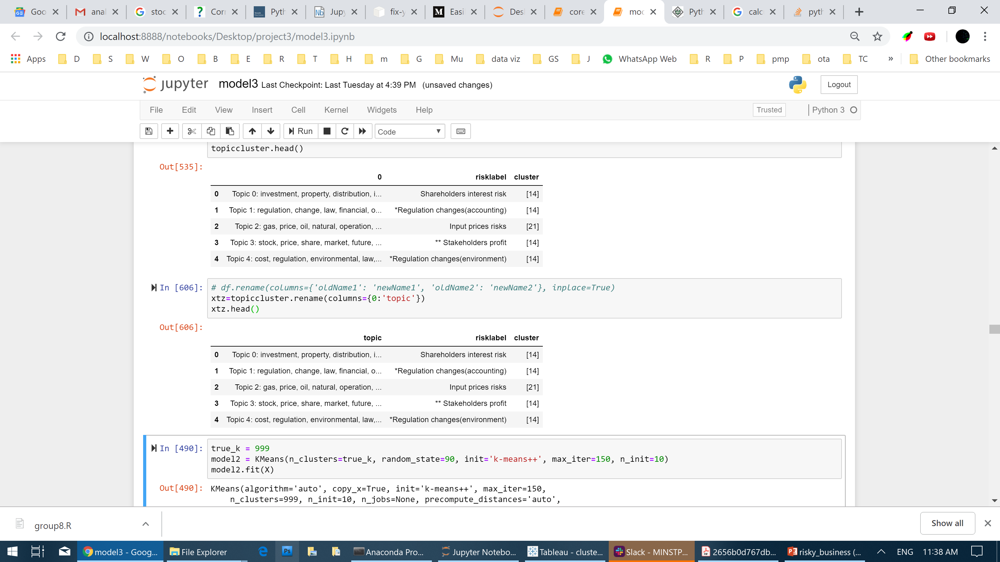 Goo
anal
stoc
Corr
Pyth
Jupy
fix-y
Easi
Desl
core
mod
Pyth
calc
pyth
localhost:8888/notebooks/Desktop/project3/model3.ipynb
Apps D S W O B E R T H m G Mu data viz GS J WhatsApp Web R P pmp ota TC » Other bookmarks
jupyter model3 Last Checkpoint: Last Tuesday at 4:39 PM (unsaved changes) Logout
File Edit View Insert Cell Kernel Widgets Help Trusted Python 3
Run Code
topiccluster.head()
Out[535]:
0 risklabel cluster
0 Topic 0: investment, property, distribution, i... Shareholders interest risk [14]
1 Topic 1: regulation, change, law, financial, o... *Regulation changes(accounting) [14]
2 Topic 2: gas, price, oil, natural, operation, ... Input prices risks [21]
3 Topic 3: stock, price, share, market, future, ... ** Stakeholders profit [14]
4 Topic 4: cost, regulation, environmental, law,... *Regulation changes(environment) [14]
In [606]: # df.rename(columns={'oldName1': 'newName1', 'oldName2': 'newName2'}, inplace=True)
xtz=topiccluster.rename(columns={0:'topic'})
xtz.head()
Out[606]:
topic risklabel cluster
0 Topic 0: investment, property, distribution, i... Shareholders interest risk [14]
1 Topic 1: regulation, change, law, financial, o... *Regulation changes(accounting) [14]
2 Topic 2: gas, price, oil, natural, operation, ... Input prices risks [21]
3 Topic 3: stock, price, share, market, future, ... ** Stakeholders profit [14]
4 Topic 4: cost, regulation, environmental, law,... *Regulation changes(environment) [14]
In [490]: true_k = 999
model2 = KMeans(n_clusters=true_k, random_state=90, init='k-means++', max_iter=150, n_init=10)
model2.fit(X)
Out[490]: KMeans(algorithm='auto', copy_x=True, init='k-means++', max_iter=150,
n_clusters=999, n_init=10, n_jobs=None, precompute_distances='auto',
group8.R Show all
model3 - Goog... File Explorer Ps Anaconda Pro... Jupyter Notebo... Tableau - cluste... Slack - MINSTP... 2656b0d767db... risky_business (... ENG 11:38 AM